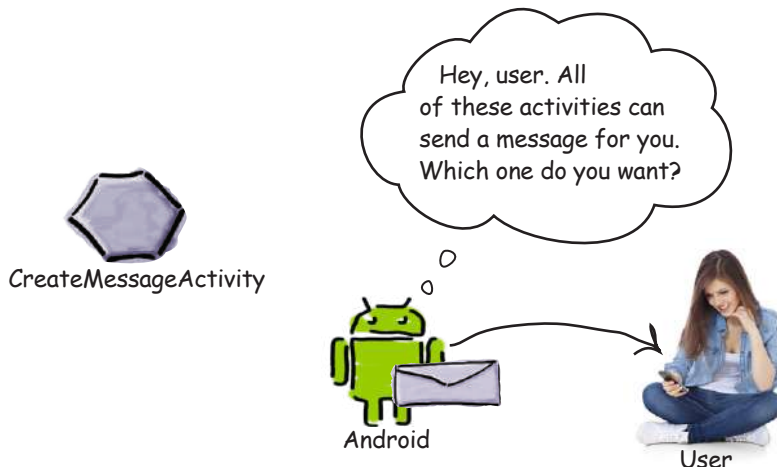 Hey, user. All
of these activities can
send a message for you.
Which one do you want?
CreateMessageActivity
Android
User